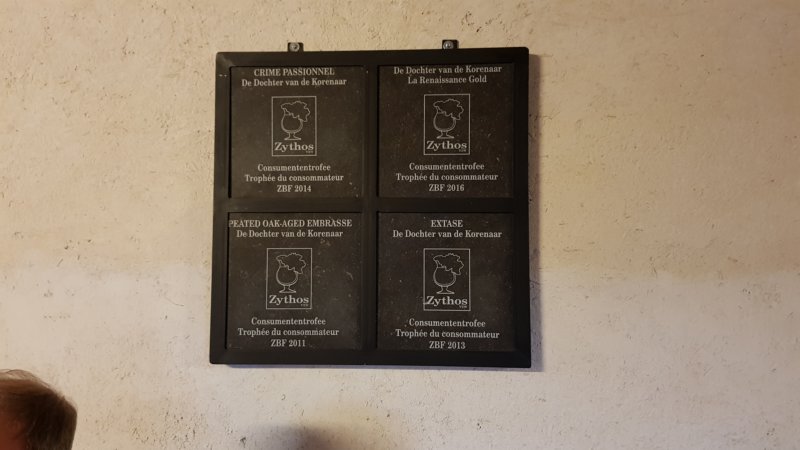 CRIME PASSIONNEL
De Dochter van de Korenaar
Zythos
Consumententrofee
Trophée du consommateur
ZBF 2014
De Dochter van de Korenaar
La Renaissance Gold
Zythos
Consumententrofee
Trophée du consommateur
ZBF 2016
PEATED OAK-AGED EMBRASSE
De Dochter van de Korenaar
Zythos
Consumententrofee
Trophée du consommateur
ZBF 2011
EXTASE
De Dochter van de Korenaar
Zythos
Consumententrofee
Trophée du consommateur
ZBF 2013